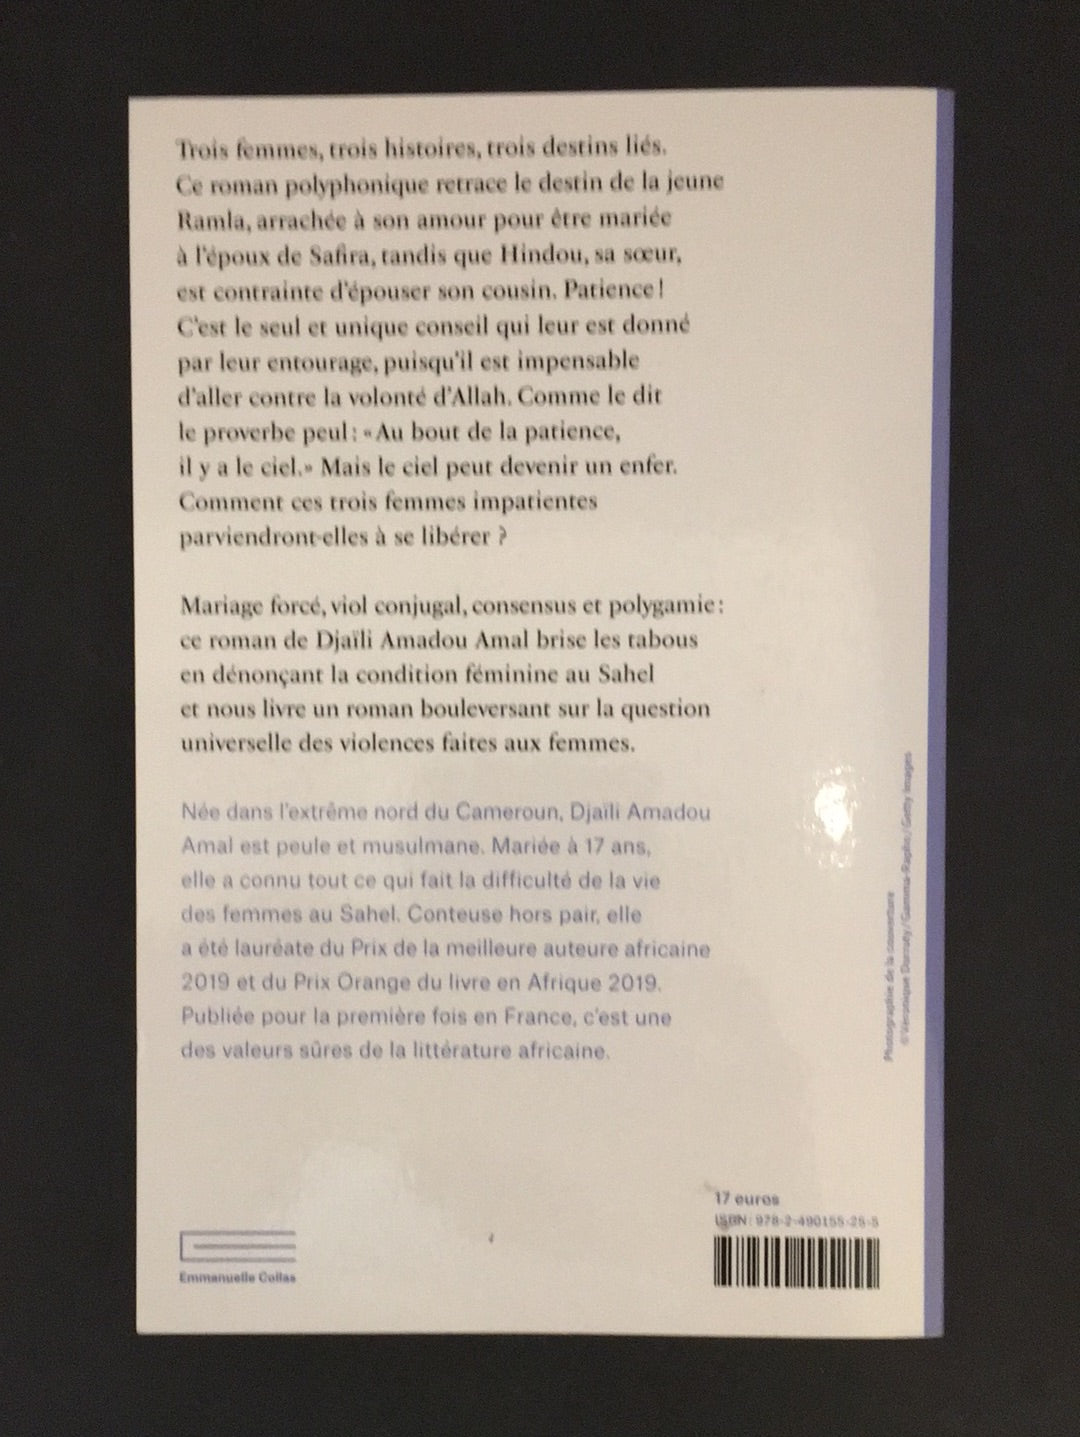 Trois femmes, trois histoires, trois destins liés.
Ce roman polyphonique retrace le destin de la jeune
Ramla, arrachée à son amour pour être mariée
à l'époux de Safira, tandis que Hindou, sa sœur,
est contrainte d'épouser son cousin. Patience !
C'est le seul et unique conseil qui leur est donné
par leur entourage, puisqu'il est impensable
d'aller contre la volonté d'Allah. Comme le dit
le proverbe peul : « Au bout de la patience,
il y a le ciel. » Mais le ciel peut devenir un enfer.
Comment ces trois femmes impatientes
parviendront-elles à se libérer ?
Mariage forcé, viol conjugal, consensus et polygamie :
ce roman de Djaïli Amadou Amal brise les tabous
en dénonçant la condition féminine au Sahel
et nous livre un roman bouleversant sur la question
universelle des violences faites aux femmes.
Née dans l'extrême nord du Cameroun, Djaïli Amadou
Amal est peule et musulmane. Mariée à 17 ans,
elle a connu tout ce qui fait la difficulté de la vie
des femmes au Sahel. Conteuse hors pair, elle
a été lauréate du Prix de la meilleure auteure africaine
2019 et du Prix Orange du livre en Afrique 2019.
Publiée pour la première fois en France, c'est une
des valeurs sûres de la littérature africaine.
Photographie de la couverture
© Véronique Durruty / Gamma-Rapho / Getty Images
17 euros
ISBN : 978-2-490155-25-5
Emmanuelle Collas